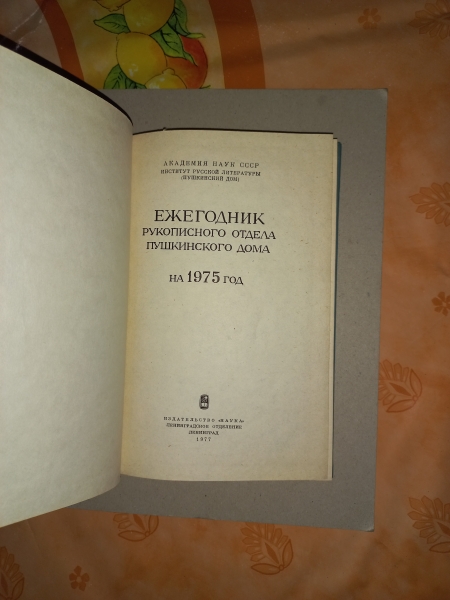 АКАДЕМИЯ НАУК СССР
ИНСТИТУТ РУССКОЙ ЛИТЕРАТУРЫ
(ПУШКИНСКИЙ ДОМ)
ЕЖЕГОДНИК
РУКОПИСНОГО ОТДЕЛА
ПУШКИНСКОГО ДОМА
НА 1975 ГОД
ИЗДАТЕЛЬСТВО «НАУКА»
ЛЕНИНГРАДСКОЕ ОТДЕЛЕНИЕ
ЛЕНИНГРАД
1977